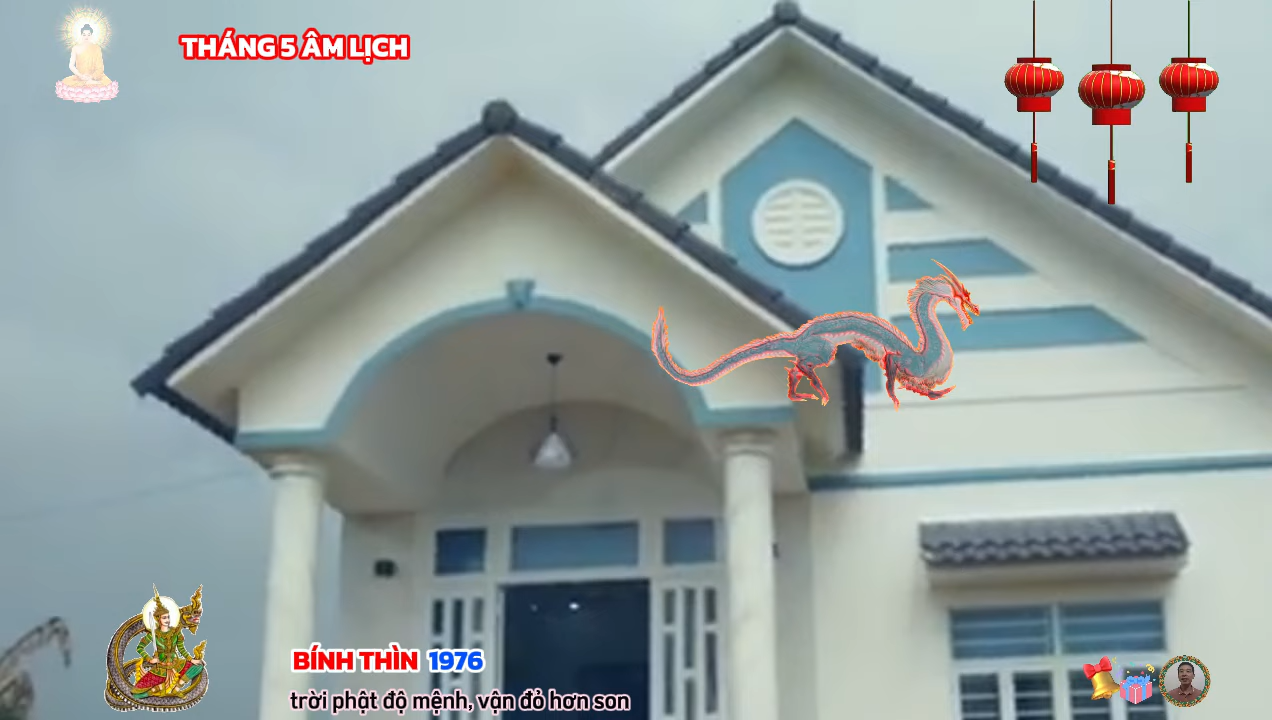 THÁNG 5 ÂM LỊCH
BÍNH THÌN 1976
trời phật độ mệnh, vận đỏ hơn son